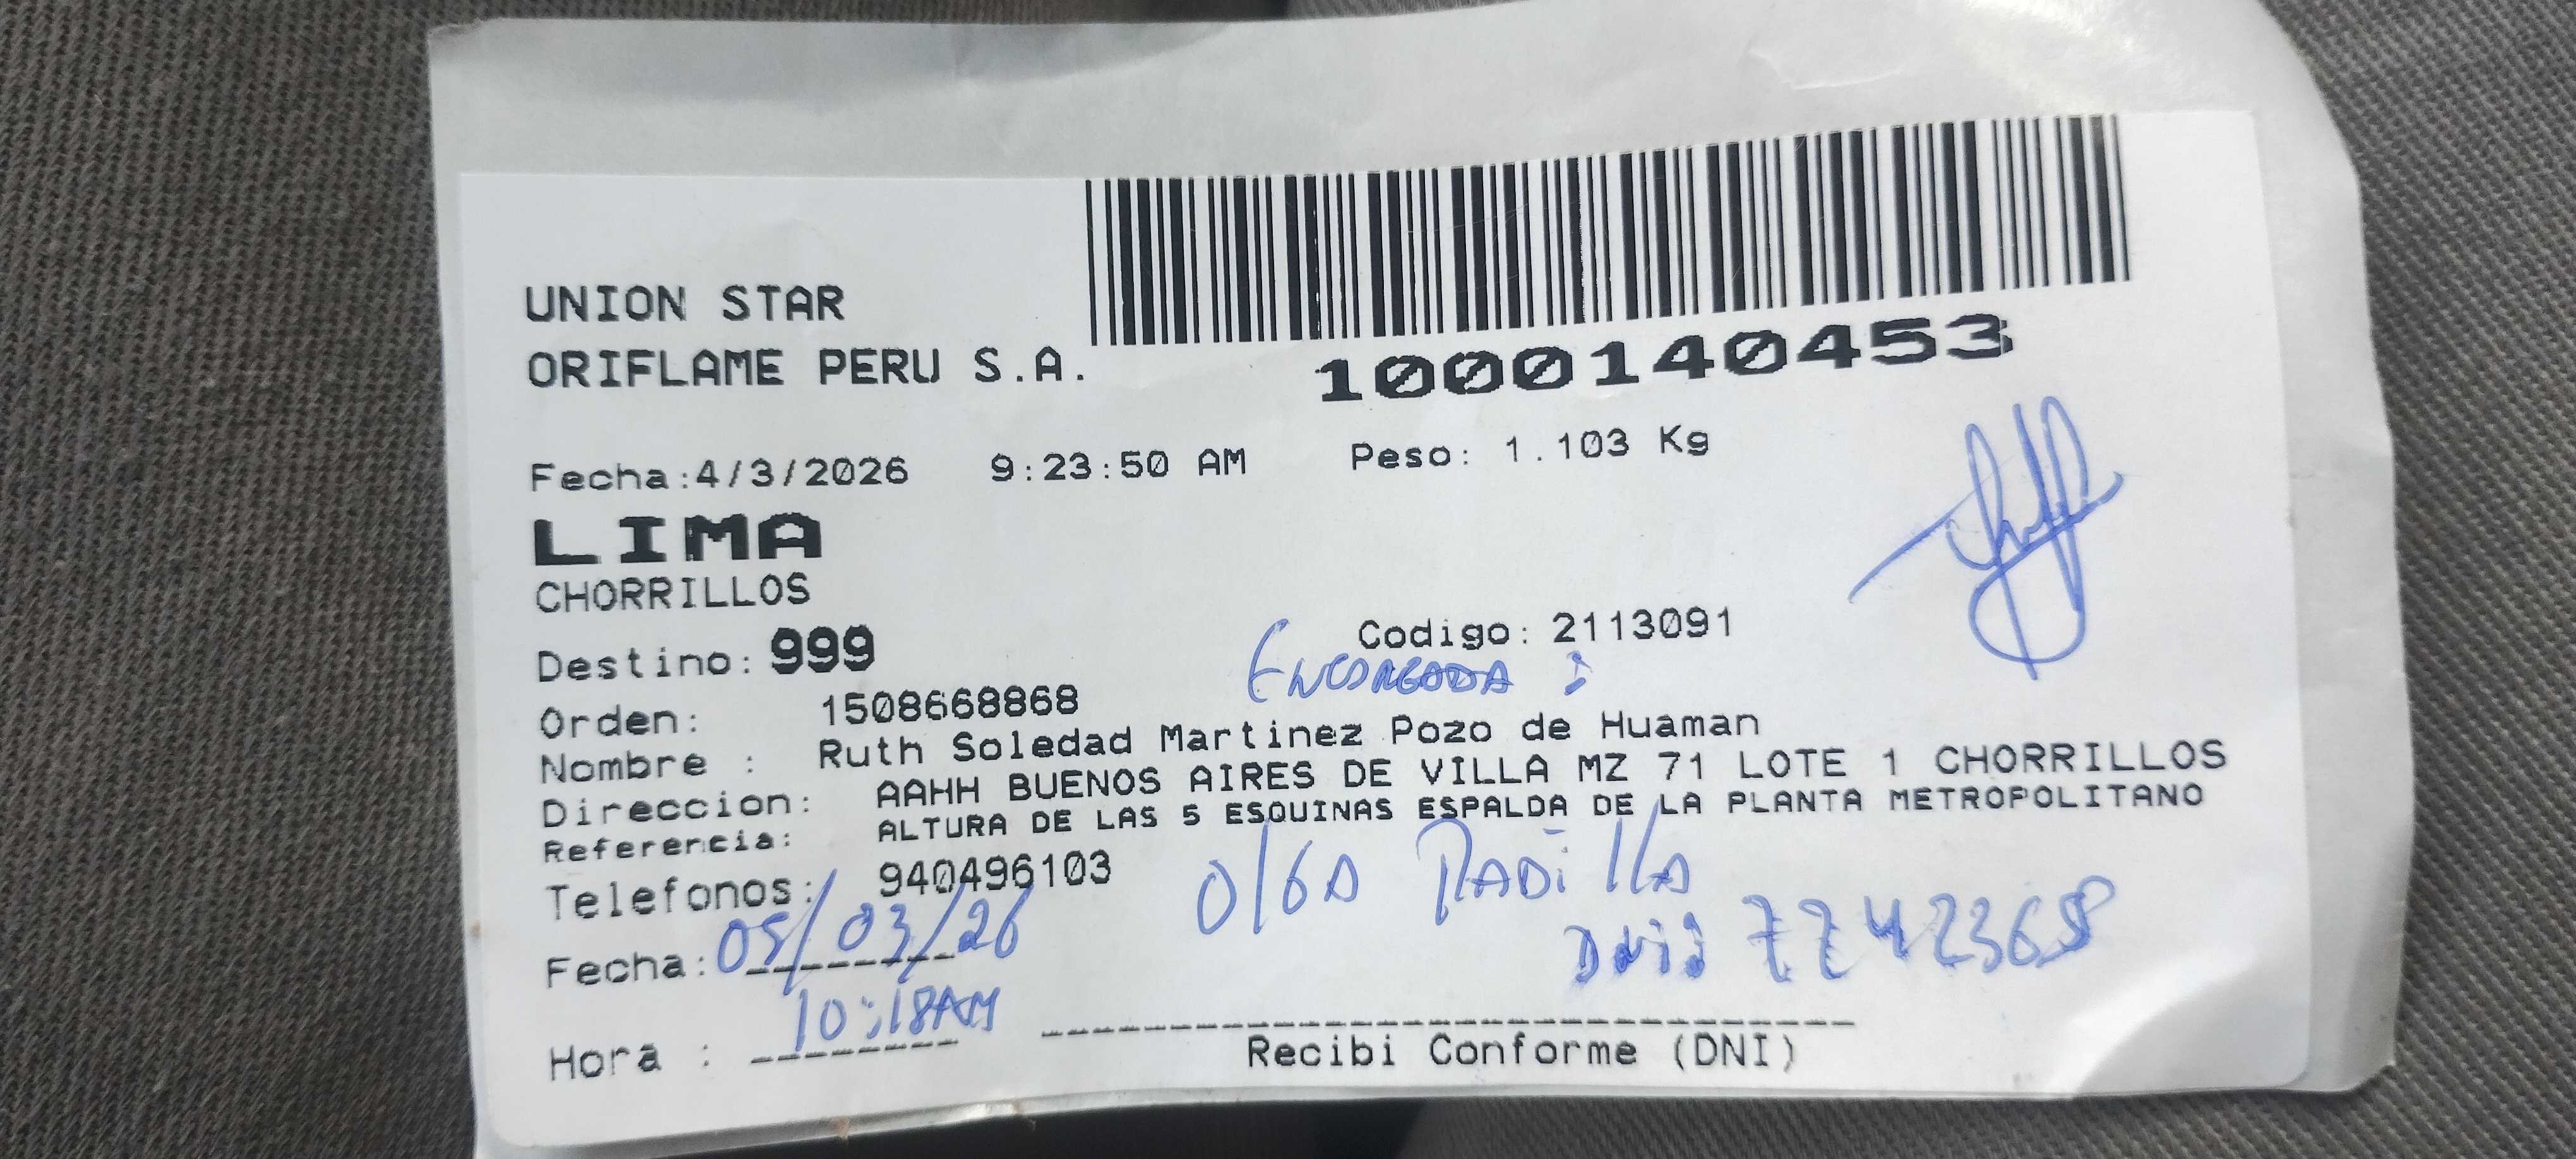 UNION STAR
ORIFLAME PERU S.A.
1000140453
Fecha:4/3/2026 9:23:50 AM Peso: 1.103 Kg
LIMA
CHORRILLOS
Destino: 999 Codigo: 2113091
ENCARGADA :
Orden: 1508668868
Nombre : Ruth Soledad Martinez Pozo de Huaman
Direccion: AAHH BUENOS AIRES DE VILLA MZ 71 LOTE 1 CHORRILLOS
Referencia: ALTURA DE LAS 5 ESQUINAS ESPALDA DE LA PLANTA METROPOLITANO
Telefonos: 940496103
OlGA PADillA
Fecha: 05/03/26
Hora : 10:18AM
Recibi Conforme (DNI)